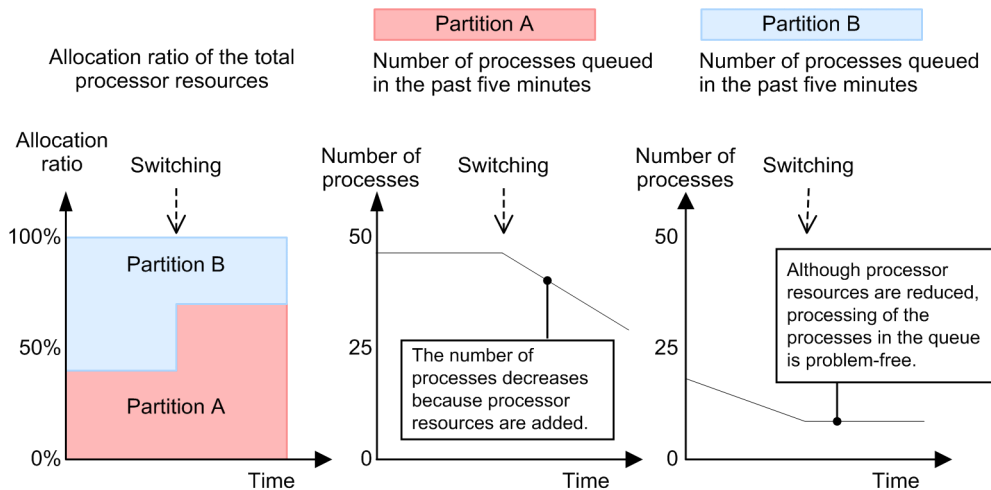 Allocation ratio of the total
processor resources
Allocation
ratio
Switching
100%
50%
0%
Partition B
Partition A
Time
Partition A
Number of processes queued
in the past five minutes
Number of
processes
Switching
50
25
0
The number of
processes decreases
because processor
resources are added.
Time
Partition B
Number of processes queued
in the past five minutes
Number of
processes
Switching
50
25
0
Although processor
resources are reduced,
processing of the
processes in the queue
is problem-free.
Time